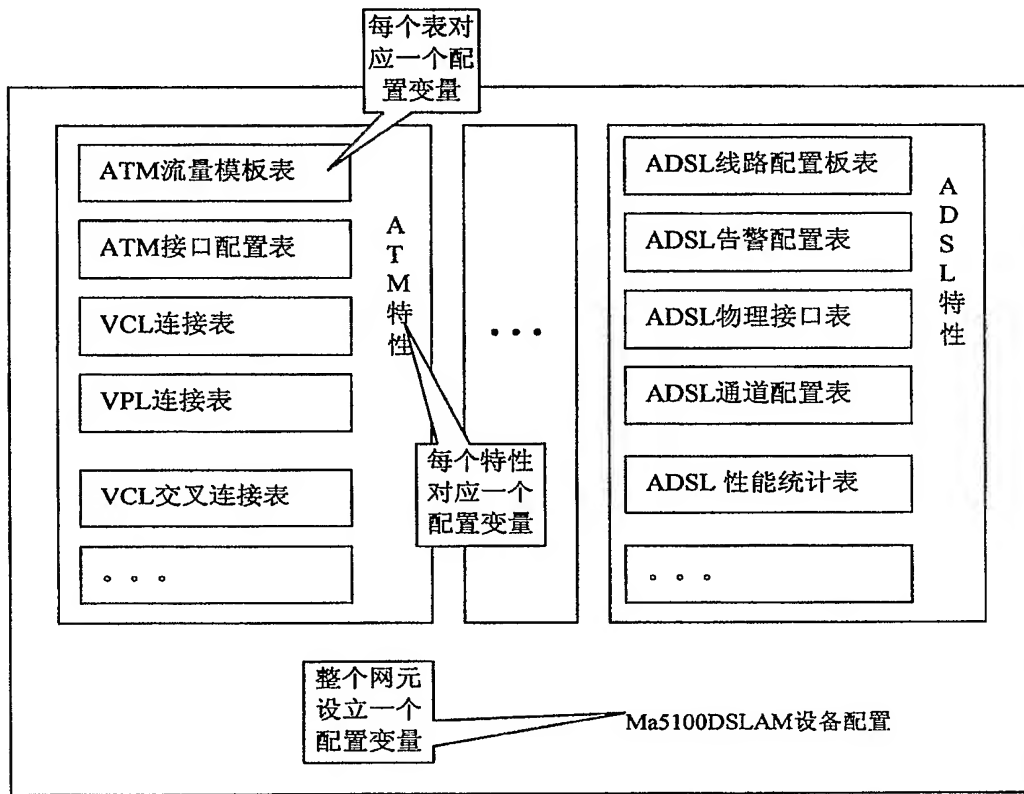 每个表对
应一个配
置变量
ATM流量模板表
ATM接口配置表
VCL连接表
VPL连接表
VCL交叉连接表
。。。
ATM特性
每个特性
对应一个
配置变量
...
ADSL线路配置板表
ADSL告警配置表
ADSL物理接口表
ADSL通道配置表
ADSL 性能统计表
。。。
ADSL特性
整个网元
设立一个
配置变量
Ma5100DSLAM设备配置